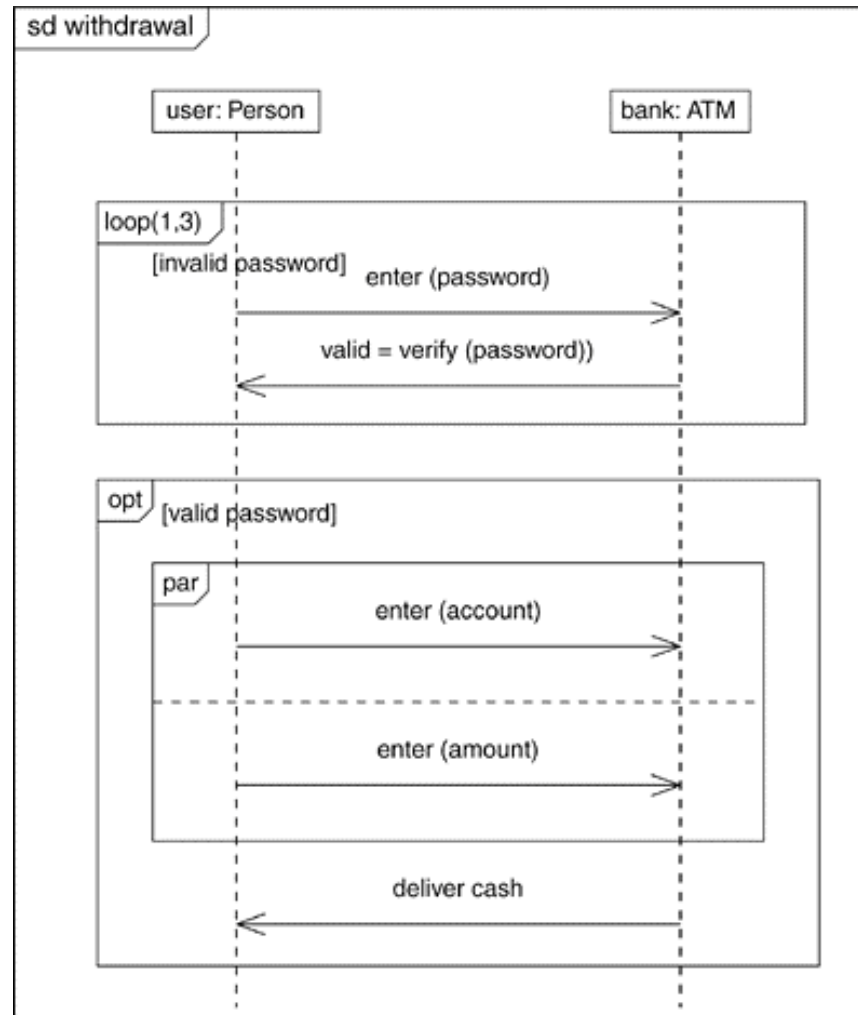 sd withdrawal
user: Person
bank: ATM
loop(1,3)
[invalid password]
enter (password)
valid = verify (password))
opt
[valid password]
par
enter (account)
enter (amount)
deliver cash